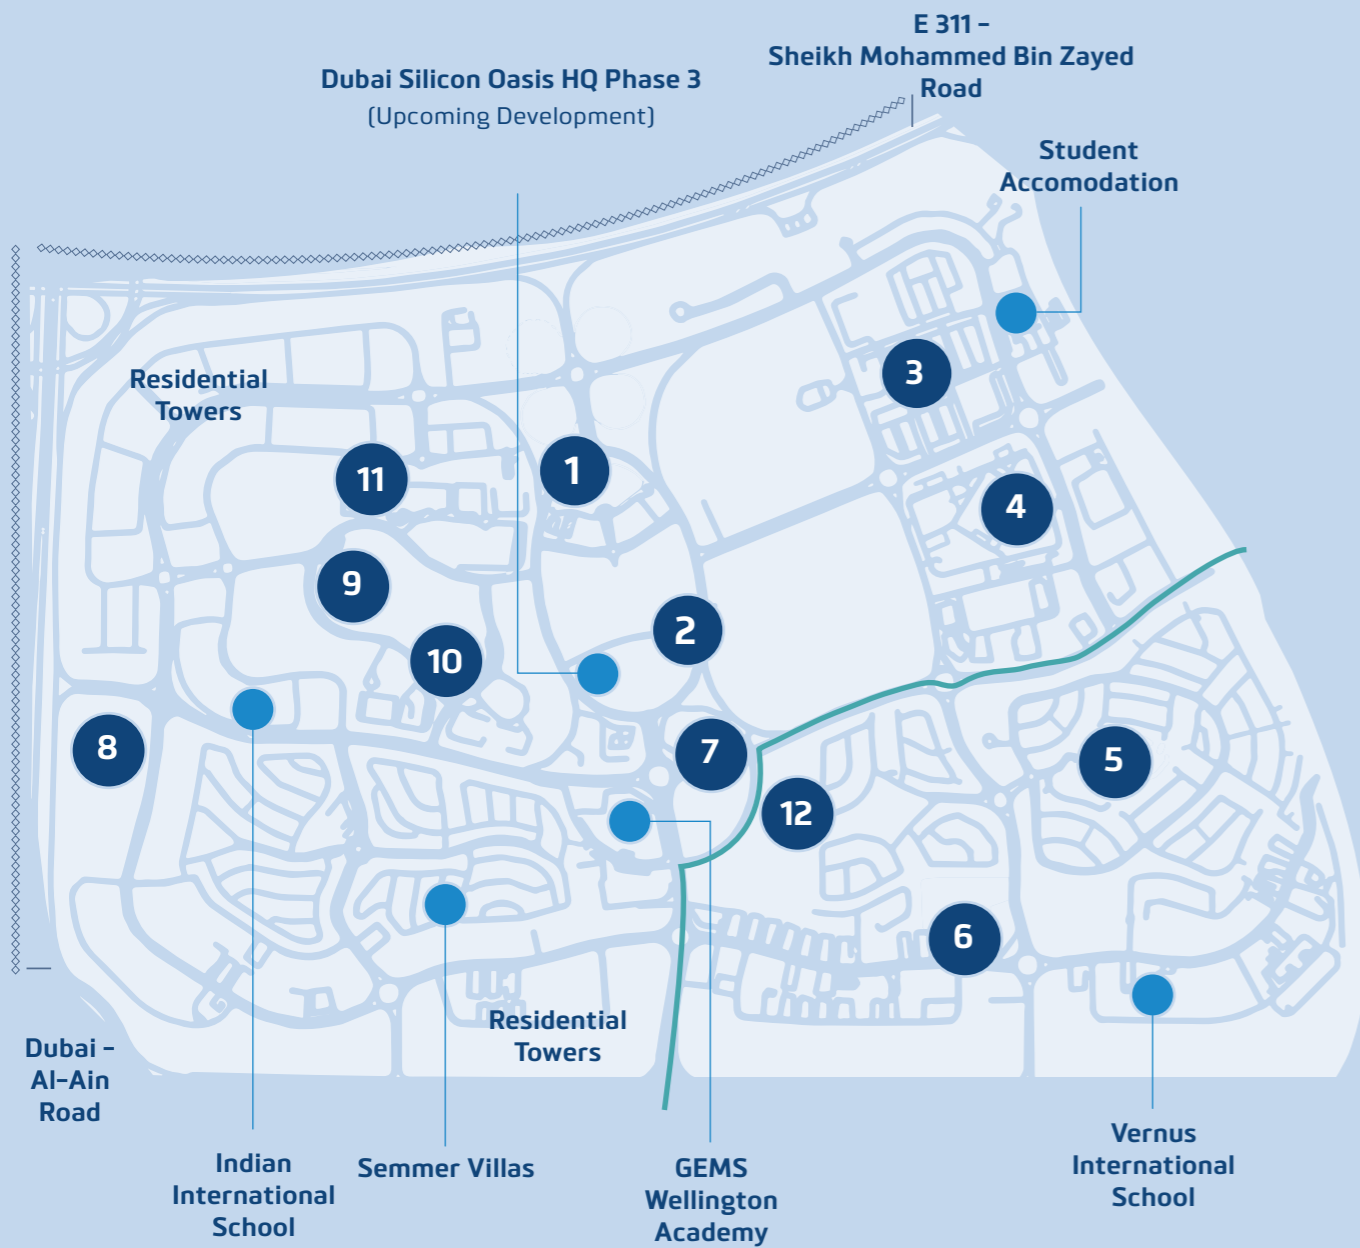 E 311 -
Sheikh Mohammed Bin Zayed
Road
Dubai Silicon Oasis HQ Phase 3
(Upcoming Development)
Student
Accomodation
Residential
Towers
3
11
1
4
9
2
10
8
7
5
12
6
Residential
Towers
Dubai -
Al-Ain
Road
Indian
International
School
Semmer Villas
GEMS
Wellington
Academy
Vernus
International
School